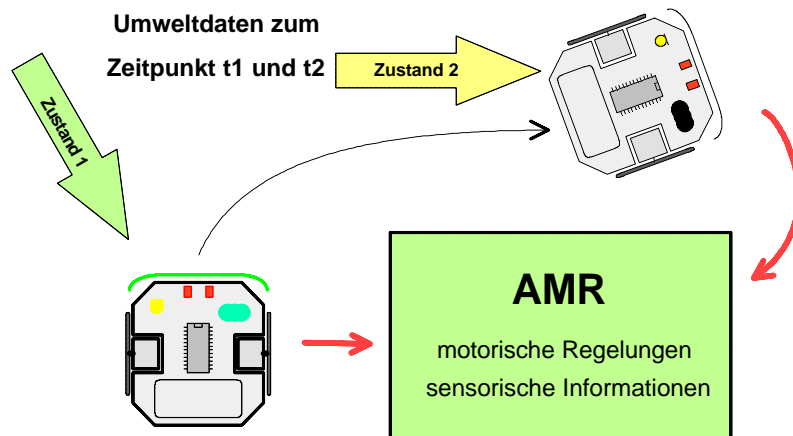 Umweltdaten zum
Zeitpunkt t1 und t2
Zustand 2
Zustand 1
AMR
motorische Regelungen
sensorische Informationen